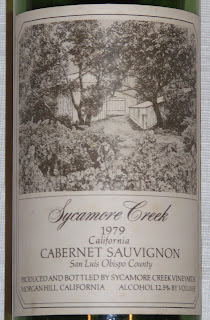 Sycamore Creek
1979
California
CABERNET SAUVIGNON
San Luis Obispo County
PRODUCED AND BOTTLED BY SYCAMORE CREEK VINEYARDS
MORGAN HILL, CALIFORNIA ALCOHOL 12.5% BY VOLUME